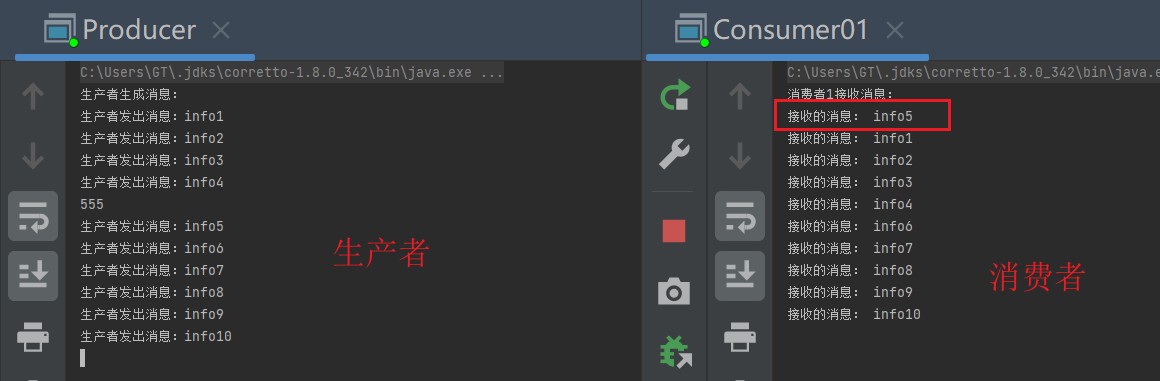 Producer
C:\Users\GT\.jdks\corretto-1.8.0_342\bin\java.exe ...
生产者生成消息：
生产者发出消息：info1
生产者发出消息：info2
生产者发出消息：info3
生产者发出消息：info4
555
生产者发出消息：info5
生产者发出消息：info6
生产者发出消息：info7
生产者发出消息：info8
生产者发出消息：info9
生产者发出消息：info10
生产者
Consumer01
C:\Users\GT\.jdks\corretto-1.8.0_342\bin\java.e
消费者1接收消息：
接收的消息： info5
接收的消息： info1
接收的消息： info2
接收的消息： info3
接收的消息： info4
接收的消息： info6
接收的消息： info7
接收的消息： info8
接收的消息： info9
接收的消息： info10
消费者